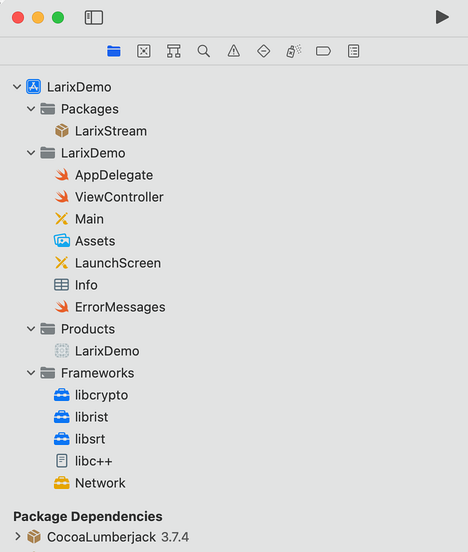 LarixDemo
Packages
LarixStream
LarixDemo
AppDelegate
ViewController
Main
Assets
LaunchScreen
Info
ErrorMessages
Products
LarixDemo
Frameworks
libcrypto
librist
libsrt
libc++
Network
Package Dependencies
CocoaLumberjack 3.7.4